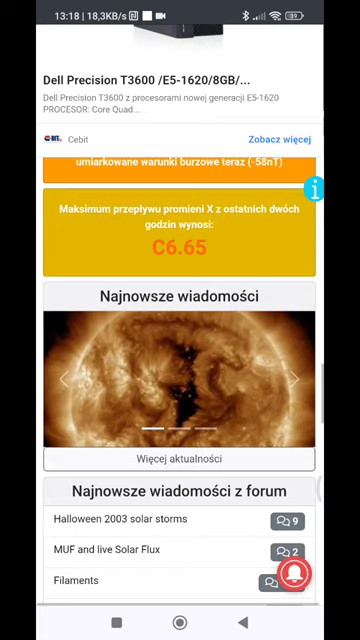 13:18 | 18,3KB/s
89
Dell Precision T3600 /E5-1620/8GB/...
Dell Precision T3600 z procesorami nowej generacji E5-1620
PROCESOR: Core Quad...
C-BIT Cebit
Zobacz więcej
umiarkowane warunki burzowe teraz (-58nT)
i
Maksimum przepływu promieni X z ostatnich dwóch
godzin wynosi:
C6.65
Najnowsze wiadomości
Więcej aktualności
Najnowsze wiadomości z forum
Halloween 2003 solar storms
9
MUF and live Solar Flux
2
Filaments